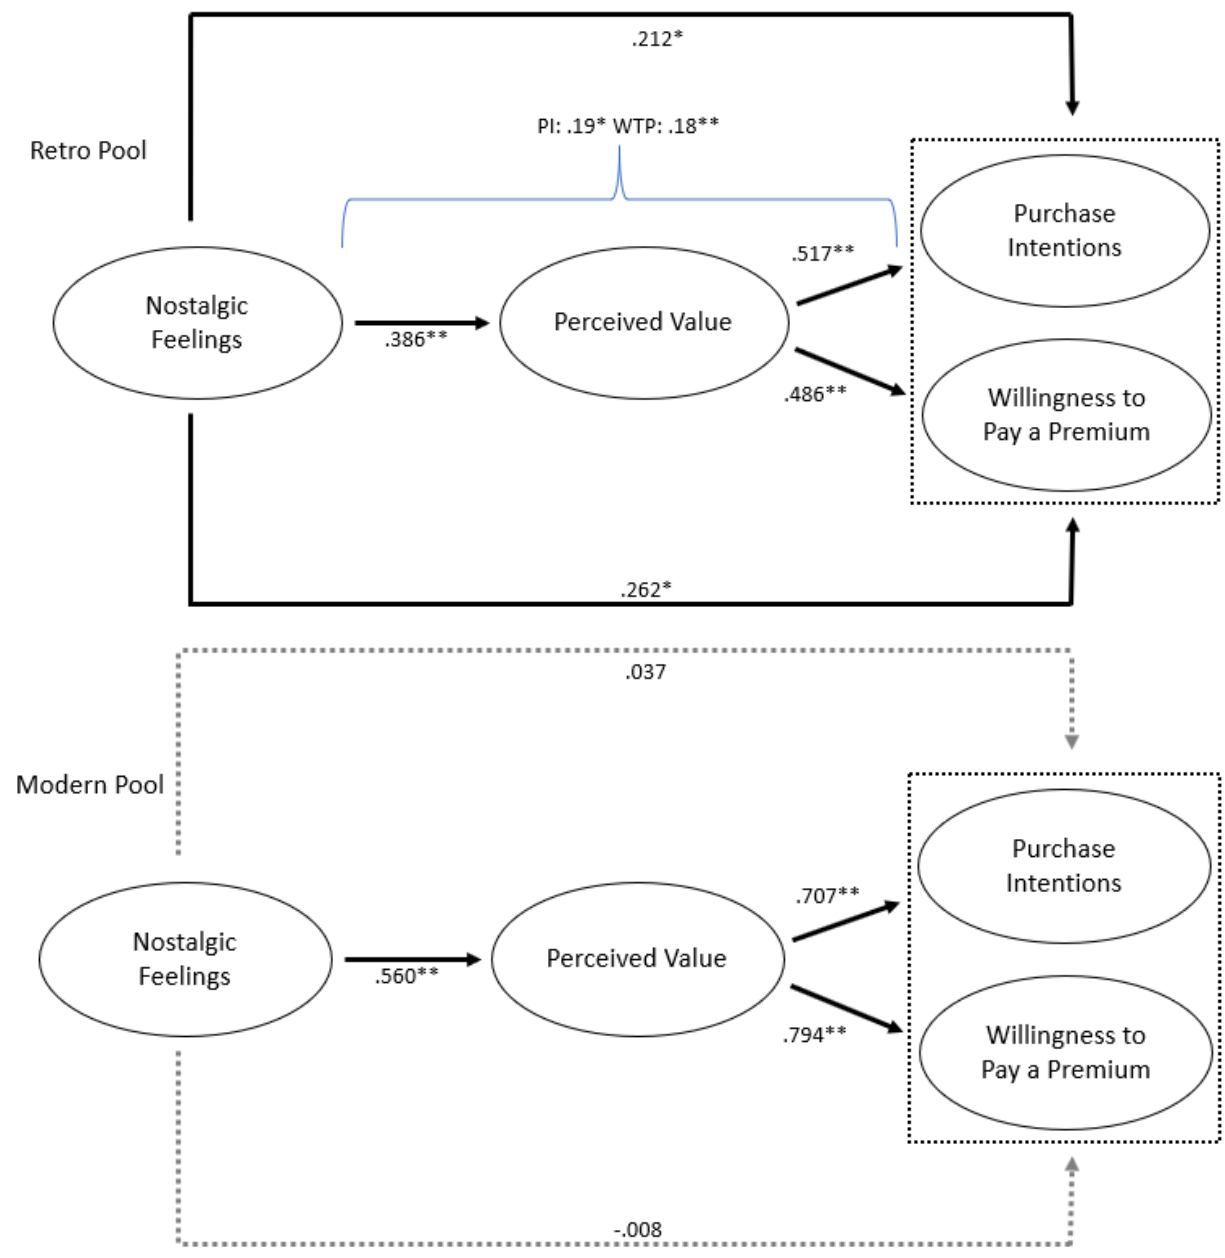 .212*
PI: .19* WTP: .18**
Retro Pool
Purchase
Intentions
.517**
Nostalgic
Feelings
.386**
Perceived Value
.486**
Willingness to
Pay a Premium
.262*
.037
Modern Pool
Purchase
Intentions
.707**
Nostalgic
Feelings
.560**
Perceived Value
.794**
Willingness to
Pay a Premium
-.008